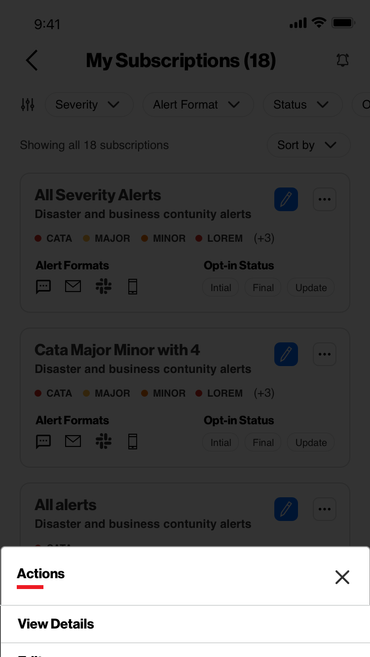 9:41
My Subscriptions (18)
Severity Alert Format Status
Showing all 18 subscriptions Sort by
All Severity Alerts
Disaster and business contunity alerts
CATA MAJOR MINOR LOREM (+3)
Alert Formats Opt-in Status
Intial Final Update
Cata Major Minor with 4
Disaster and business contunity alerts
CATA MAJOR MINOR LOREM (+3)
Alert Formats Opt-in Status
Intial Final Update
All alerts
Disaster and business contunity alerts
Actions
View Details